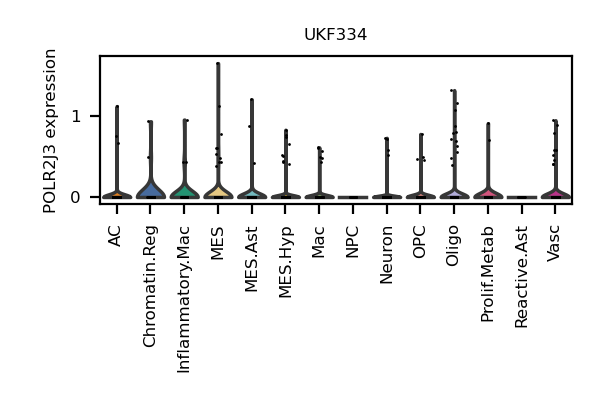 UKF334
POLR2J3 expression
1
0
AC
Chromatin.Reg
Inflammatory.Mac
MES
MES.Ast
MES.Hyp
Mac
NPC
Neuron
OPC
Oligo
Prolif.Metab
Reactive.Ast
Vasc